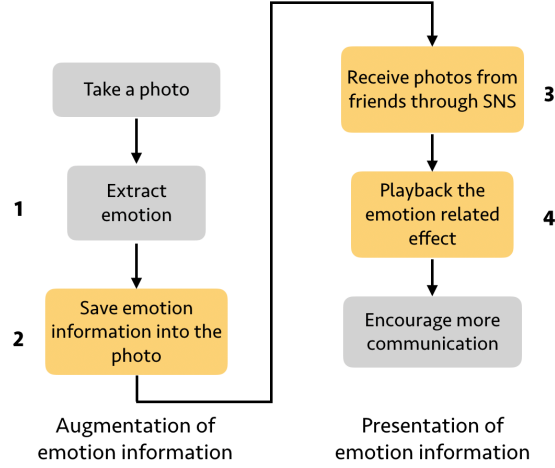 Take a photo
1
Extract
emotion
2
Save emotion
information into the
photo
Augmentation of
emotion information
Receive photos from
friends through SNS
3
Playback the
emotion related
effect
4
Encourage more
communication
Presentation of
emotion information